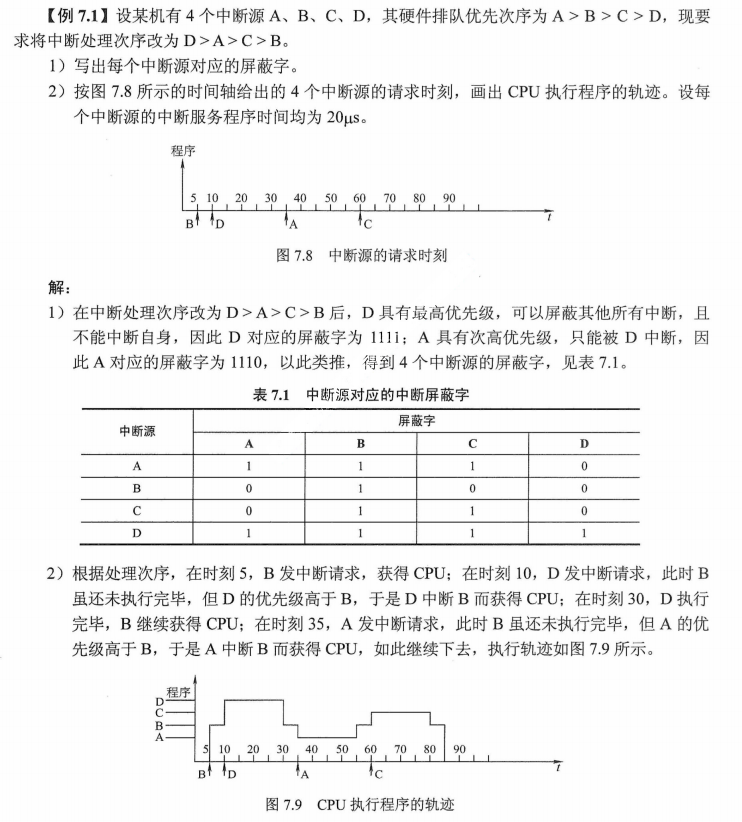 【例 7.1】设某机有 4 个中断源 A、B、C、D，其硬件排队优先次序为 A > B > C > D，现要
求将中断处理次序改为 D > A > C > B。
1）写出每个中断源对应的屏蔽字。
2）按图 7.8 所示的时间轴给出的 4 个中断源的请求时刻，画出 CPU 执行程序的轨迹。设每
个中断源的中断服务程序时间均为 20μs。
程序
5 10 20 30 40 50 60 70 80 90
B D A C t
图 7.8 中断源的请求时刻
解：
1）在中断处理次序改为 D > A > C > B 后，D 具有最高优先级，可以屏蔽其他所有中断，且
不能中断自身，因此 D 对应的屏蔽字为 1111；A 具有次高优先级，只能被 D 中断，因
此 A 对应的屏蔽字为 1110，以此类推，得到 4 个中断源的屏蔽字，见表 7.1。
表 7.1 中断源对应的中断屏蔽字
中断源 屏蔽字
A B C D
A 1 1 1 0
B 0 1 0 0
C 0 1 1 0
D 1 1 1 1
2）根据处理次序，在时刻 5，B 发中断请求，获得 CPU；在时刻 10，D 发中断请求，此时 B
虽还未执行完毕，但 D 的优先级高于 B，于是 D 中断 B 而获得 CPU；在时刻 30，D 执行
完毕，B 继续获得 CPU；在时刻 35，A 发中断请求，此时 B 虽还未执行完毕，但 A 的优
先级高于 B，于是 A 中断 B 而获得 CPU，如此继续下去，执行轨迹如图 7.9 所示。
程序
D
C
B
A
5 10 20 30 40 50 60 70 80 90
B D A C t
图 7.9 CPU 执行程序的轨迹